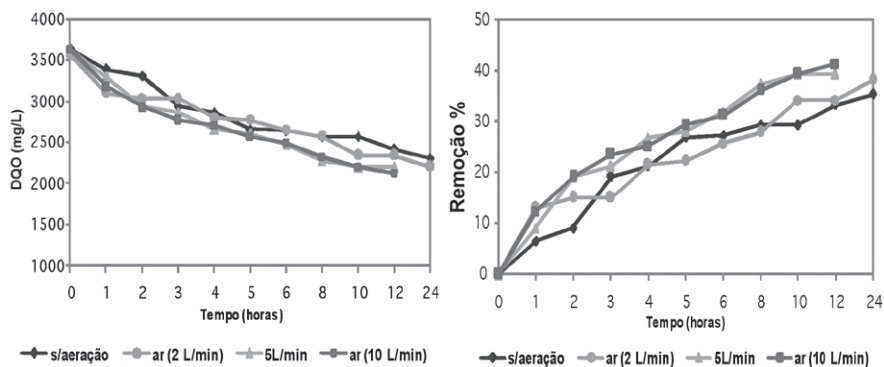 4000
3500
3000
2500
2000
1500
1000
DQO (mg/L)
0 1 2 3 4 5 6 8 10 12 24
Tempo (horas)
s/aeração ar (2 L/min) 5L/min ar (10 L/min)
50
40
30
20
10
0
Remoção %
0 1 2 3 4 5 6 8 10 12 24
Tempo (horas)
s/aeração ar (2 L/min) 5L/min ar (10 L/min)